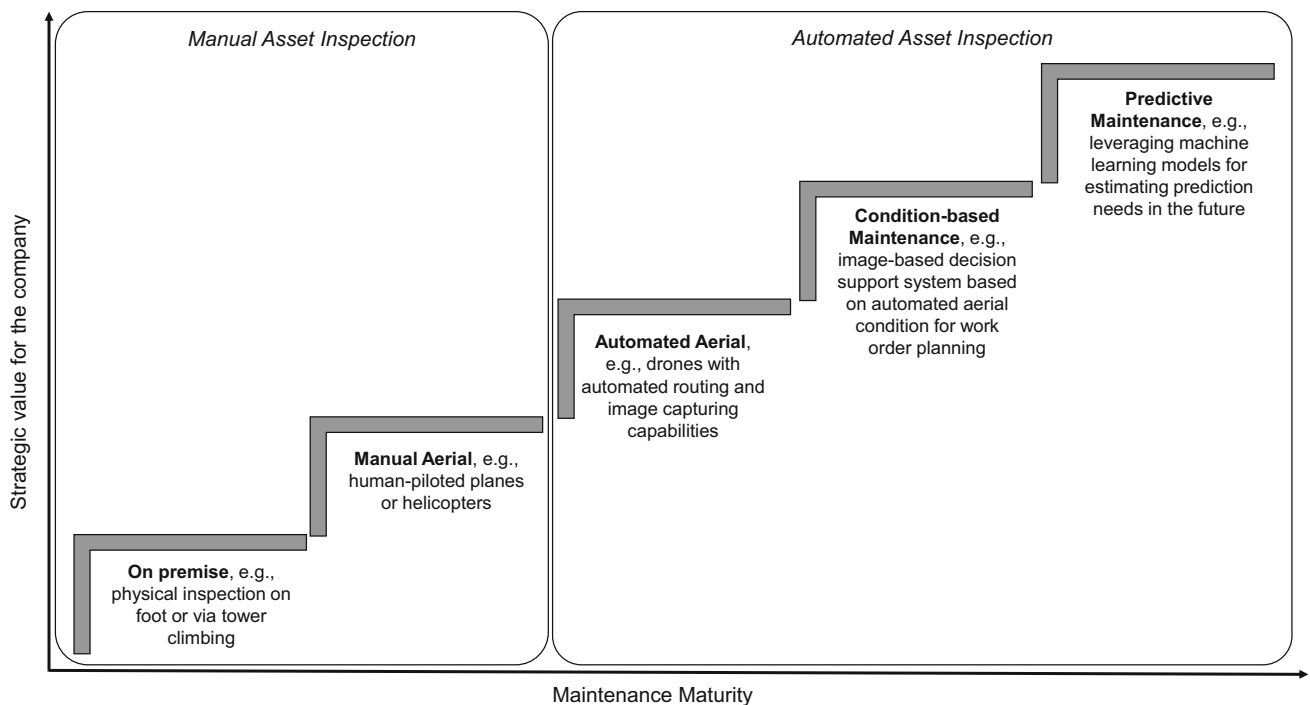 Manual Asset Inspection
Automated Asset Inspection
Predictive
Maintenance, e.g.,
leveraging machine
learning models for
estimating prediction
needs in the future
Condition-based
Maintenance, e.g.,
image-based decision
support system based
on automated aerial
condition for work
order planning
Automated Aerial,
e.g., drones with
automated routing and
image capturing
capabilities
Manual Aerial, e.g.,
human-piloted planes
or helicopters
On premise, e.g.,
physical inspection on
foot or via tower
climbing
Strategic value for the company
Maintenance Maturity